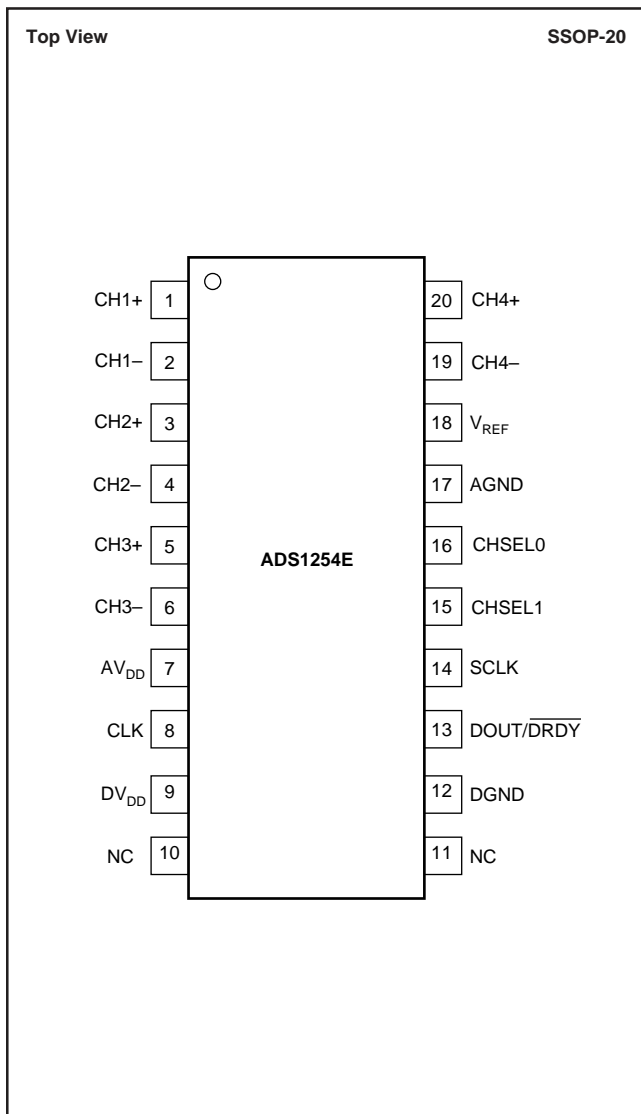 Top View SSOP-20
CH1+ 1 20 CH4+
CH1– 2 19 CH4–
CH2+ 3 18 VREF
CH2– 4 17 AGND
CH3+ 5 ADS1254E 16 CHSEL0
CH3– 6 15 CHSEL1
AVDD 7 14 SCLK
CLK 8 13 DOUT/DRDY
DVDD 9 12 DGND
NC 10 11 NC